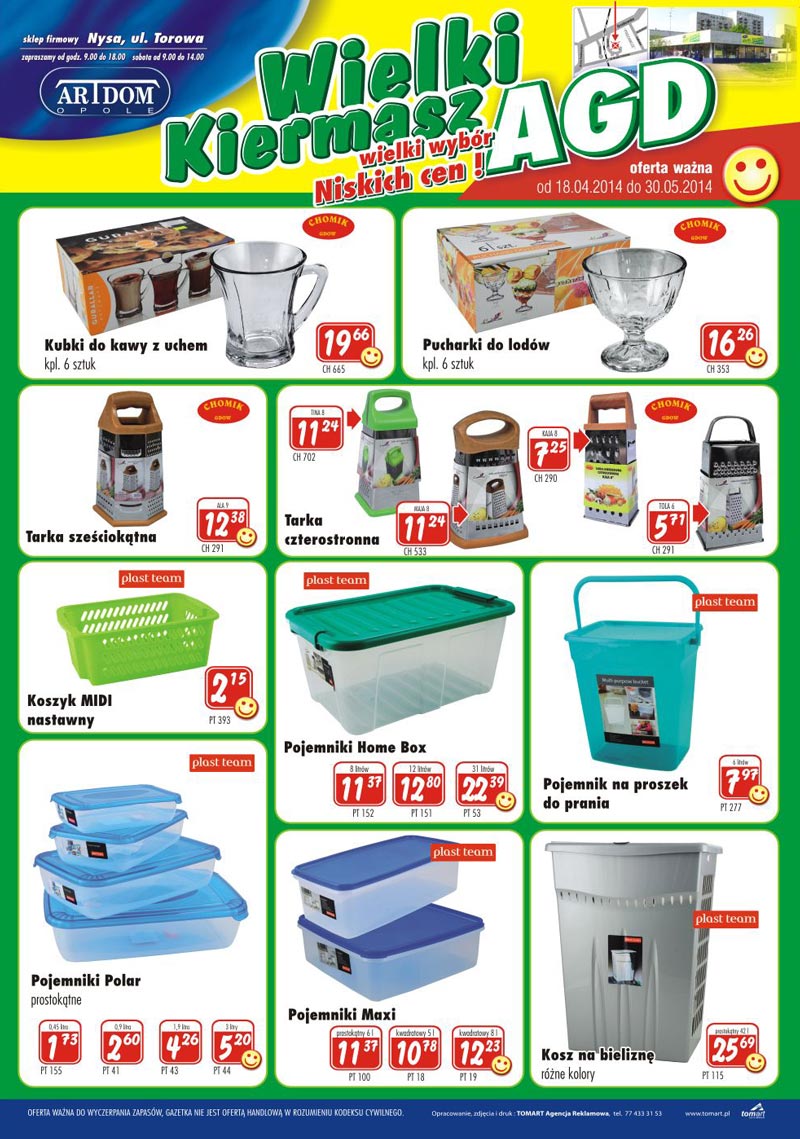 sklep firmowy Nysa, ul. Torowa
zapraszamy od godz. 9.00 do 18.00 sobota od 9.00 do 14.00
ARTDOM
OPOLE
Wielki
Kiermasz
AGD
wielki wybór
Niskich cen !
oferta ważna
od 18.04.2014 do 30.05.2014
GURALLAR
CHOMIK
GROW
Kubki do kawy z uchem
kpl. 6 sztuk
19 66
CH 665
6 szt.
CHOMIK
GROW
Pucharki do lodów
kpl. 6 sztuk
16 26
CH 353
CHOMIK
GROW
Tarka sześciokątna
ALA 9
12 38
CH 291
TINA 8
11 24
CH 702
Tarka
czterostronna
MAJA 8
11 24
CH 533
KAJA 8
7 25
CH 290
CHOMIK
GROW
TOLA 6
5 71
CH 291
plast team
Koszyk MIDI
nastawny
2 15
PT 393
plast team
Pojemniki Home Box
8 litrów
11 37
PT 152
12 litrów
12 80
PT 151
31 litrów
22 39
PT 53
plast team
Multi-purpose bucket
Pojemnik na proszek
do prania
6 litrów
7 97
PT 277
plast team
Pojemniki Polar
prostokątne
0,45 litra
1 73
PT 155
0,9 litra
2 60
PT 41
1,9 litra
4 26
PT 43
3 litry
5 20
PT 44
plast team
Pojemniki Maxi
prostokątny 6 l
11 37
PT 100
kwadratowy 5 l
10 78
PT 18
kwadratowy 8 l
12 23
PT 19
plast team
Kosz na bieliznę
różne kolory
prostokątny 42 l
25 69
PT 115
OFERTA WAŻNA DO WYCZERPANIA ZAPASÓW, GAZETKA NIE JEST OFERTĄ HANDLOWĄ W ROZUMIENIU KODEKSU CYWILNEGO.
Opracowanie, zdjęcia i druk : TOMART Agencja Reklamowa, tel. 77 433 31 53
www.tomart.pl
tomart